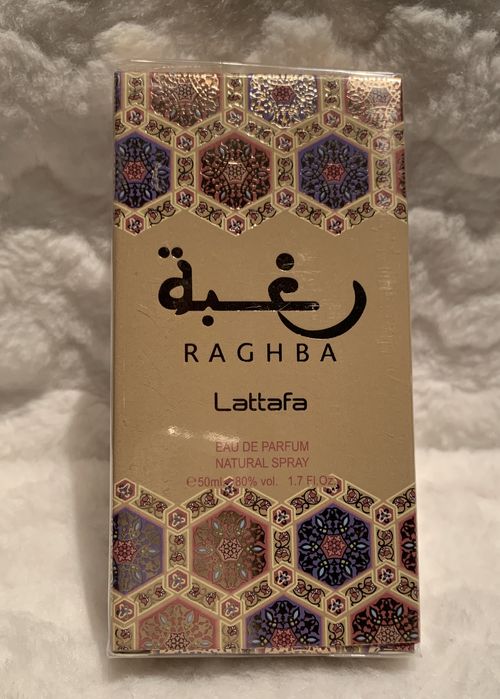 رغبة
RAGHBA
Lattafa
EAU DE PARFUM
NATURAL SPRAY
℮50ml. 80% vol. 1.7 Fl.Oz.